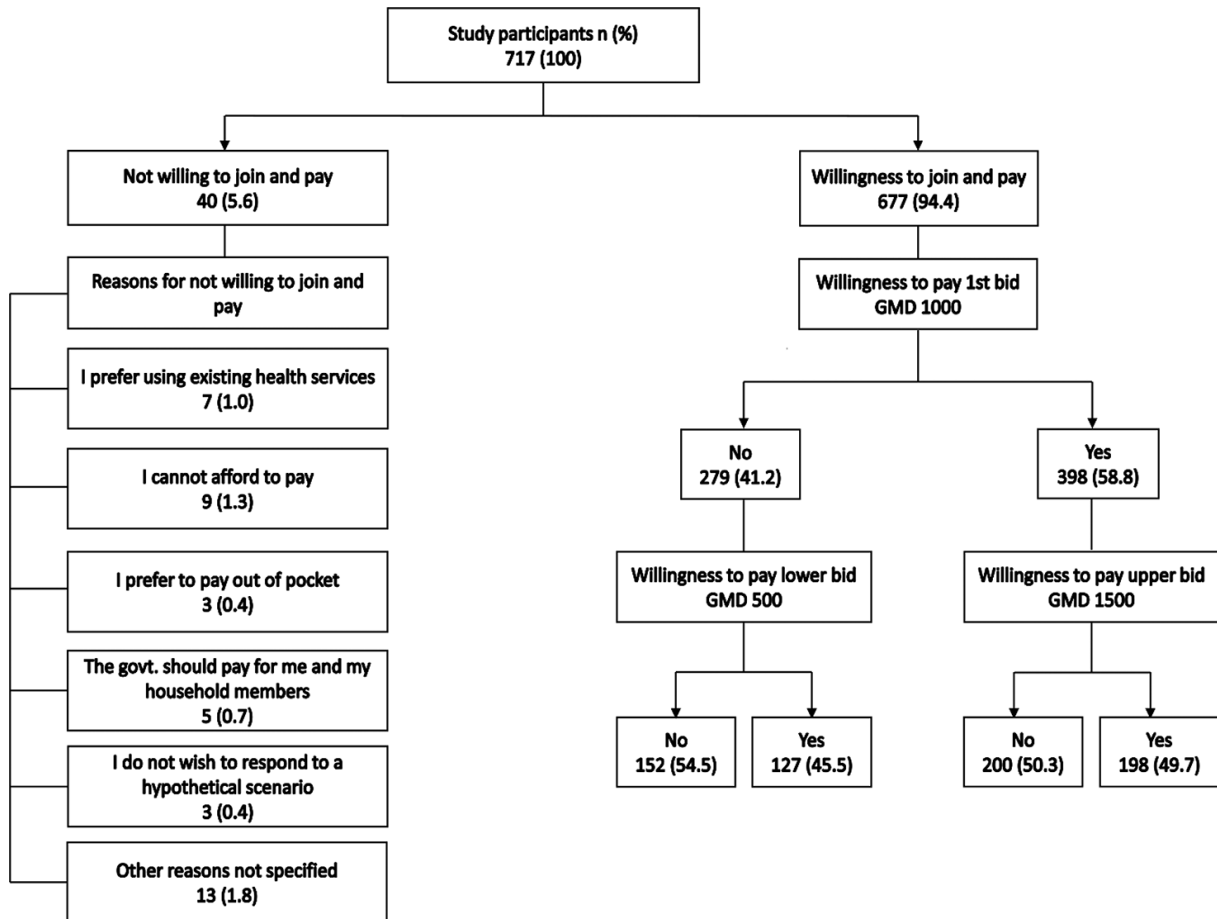 Study participants n (%)
717 (100)
Not willing to join and pay
40 (5.6)
Reasons for not willing to join and
pay
I prefer using existing health services
7 (1.0)
I cannot afford to pay
9 (1.3)
I prefer to pay out of pocket
3 (0.4)
The govt. should pay for me and my
household members
5 (0.7)
I do not wish to respond to a
hypothetical scenario
3 (0.4)
Other reasons not specified
13 (1.8)
Willingness to join and pay
677 (94.4)
Willingness to pay 1st bid
GMD 1000
No
279 (41.2)
Yes
398 (58.8)
Willingness to pay lower bid
GMD 500
Willingness to pay upper bid
GMD 1500
No
152 (54.5)
Yes
127 (45.5)
No
200 (50.3)
Yes
198 (49.7)